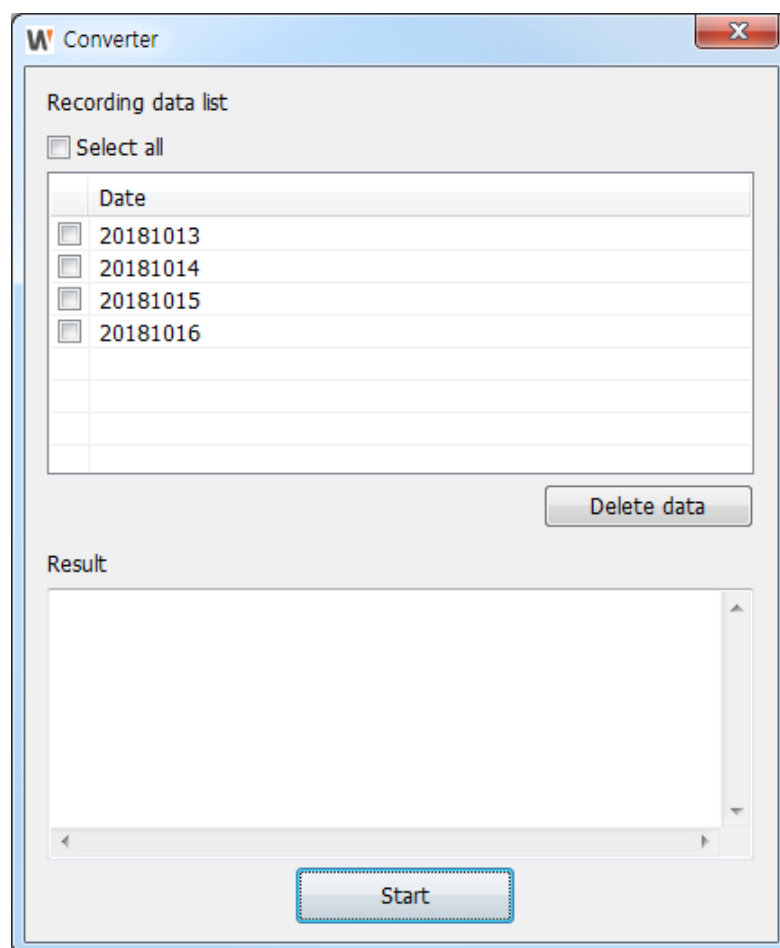 W Converter
Recording data list
Select all
Date
20181013
20181014
20181015
20181016
Delete data
Result
Start